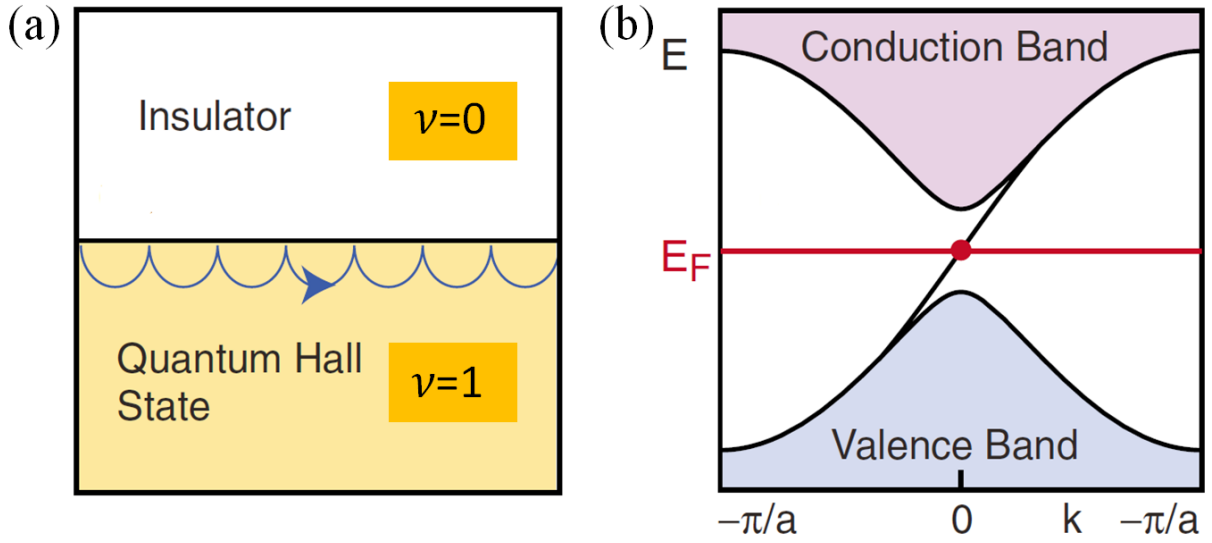 (a)
Insulator
ν=0
Quantum Hall
State
ν=1
(b)
E
Conduction Band
E_F
Valence Band
−π/a 0 k −π/a